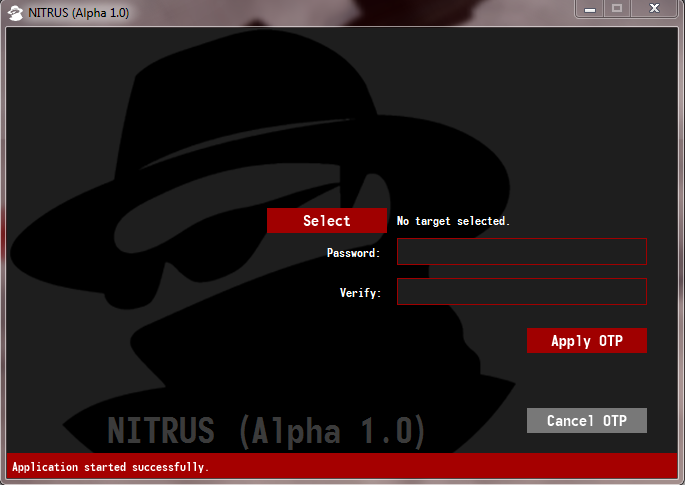 NITRUS (Alpha 1.0)
Select No target selected.
Password:
Verify:
Apply OTP
Cancel OTP
NITRUS (Alpha 1.0)
Application started successfully.